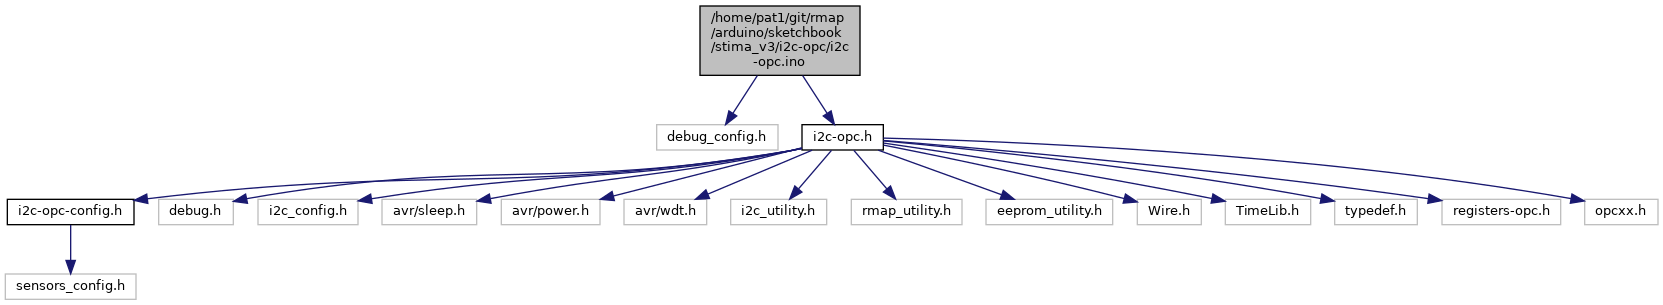 /home/pat1/git/rmap
/arduino/sketchbook
/stima_v3/i2c-opc/i2c
-opc.ino
debug_config.h
i2c-opc.h
i2c-opc-config.h
debug.h
i2c_config.h
avr/sleep.h
avr/power.h
avr/wdt.h
i2c_utility.h
rmap_utility.h
eeprom_utility.h
Wire.h
TimeLib.h
typedef.h
registers-opc.h
opcxx.h
sensors_config.h